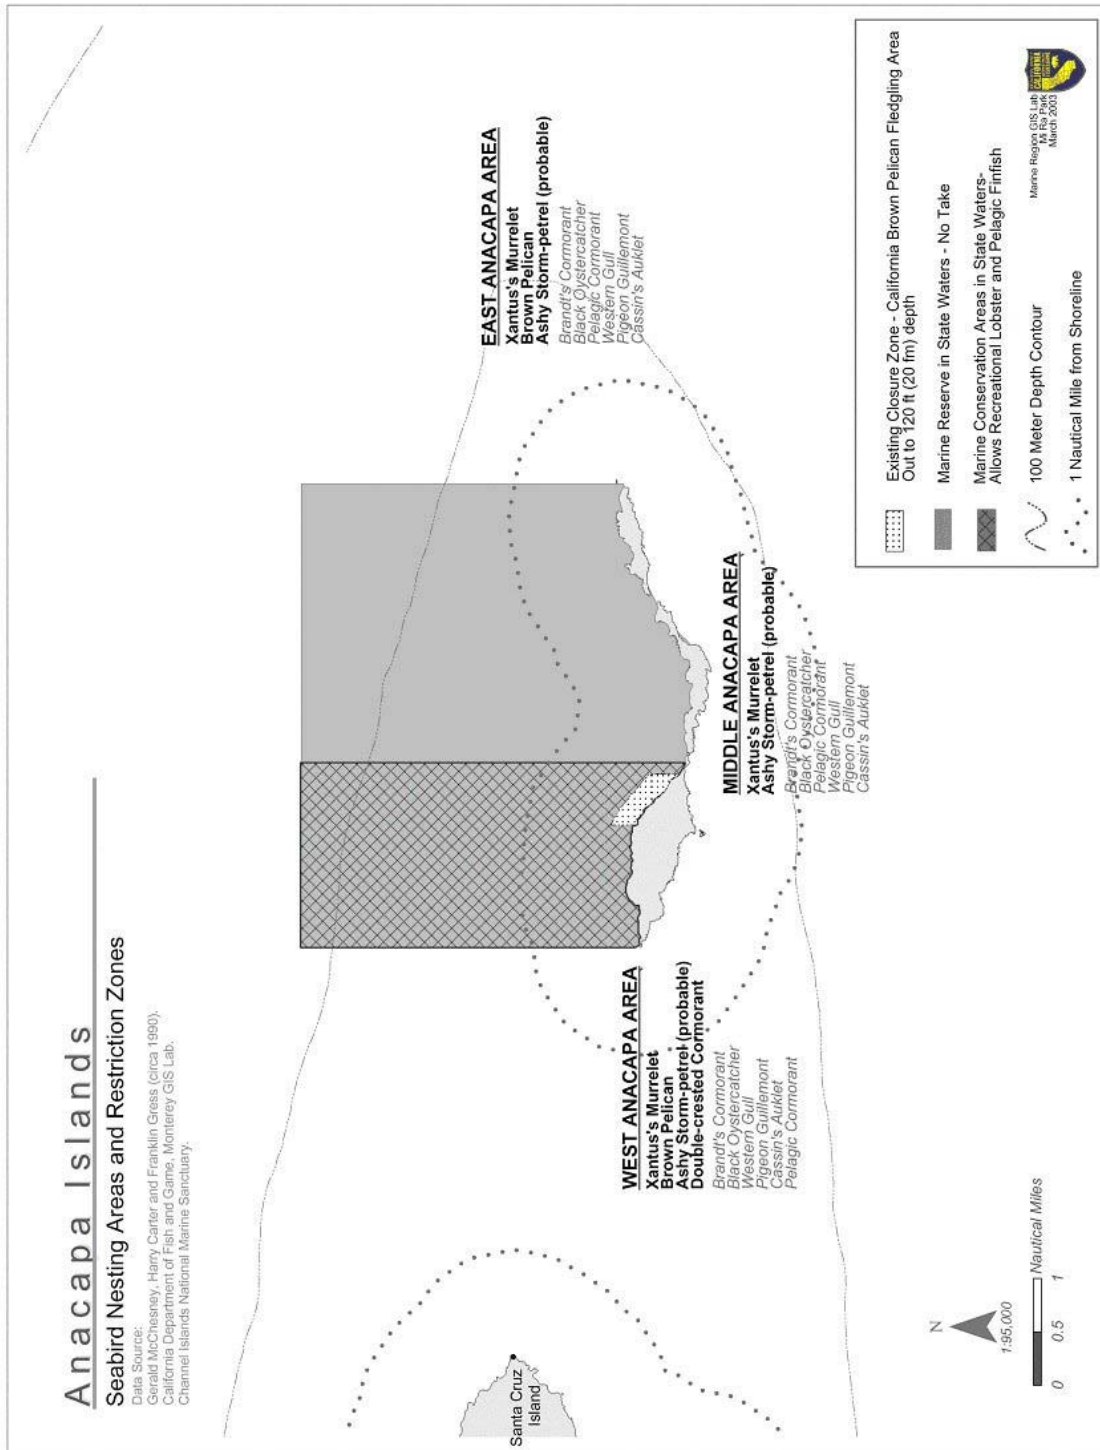 Anacapa Islands
Seabird Nesting Areas and Restriction Zones
Data Source:
Gerald McChesney, Harry Carter and Franklin Gress (circa 1990).
California Department of Fish and Game, Monterey GIS Lab.
Channel Islands National Marine Sanctuary.
EAST ANACAPA AREA
Xantus's Murrelet
Brown Pelican
Ashy Storm-petrel (probable)
Brandt's Cormorant
Black Oystercatcher
Pelagic Cormorant
Western Gull
Pigeon Guillemont
Cassin's Auklet
WEST ANACAPA AREA
Xantus's Murrelet
Brown Pelican
Ashy Storm-petrel (probable)
Double-crested Cormorant
Brandt's Cormorant
Black Oystercatcher
Western Gull
Pigeon Guillemont
Cassin's Auklet
Pelagic Cormorant
MIDDLE ANACAPA AREA
Xantus's Murrelet
Ashy Storm-petrel (probable)
Brandt's Cormorant
Black Oystercatcher
Pelagic Cormorant
Western Gull
Pigeon Guillemont
Cassin's Auklet
Santa Cruz
Island
N
1:95,000
0 0.5 1
Nautical Miles
Existing Closure Zone - California Brown Pelican Fledgling Area
Out to 120 ft (20 fm) depth
Marine Reserve in State Waters - No Take
Marine Conservation Areas in State Waters-
Allows Recreational Lobster and Pelagic Finfish
100 Meter Depth Contour
1 Nautical Mile from Shoreline
Marine Region GIS Lab
Mi Ra Park
March 2003
CALIFORNIA